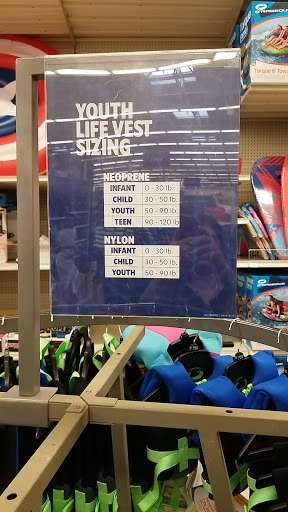 YOUTH
LIFE VEST
SIZING
NEOPRENE
INFANT 0-30 lb.
CHILD 30-50 lb.
YOUTH 50-90 lb.
TEEN 90-120 lb.
NYLON
INFANT 0-30 lb.
CHILD 30-50 lb.
YOUTH 50-90 lb.